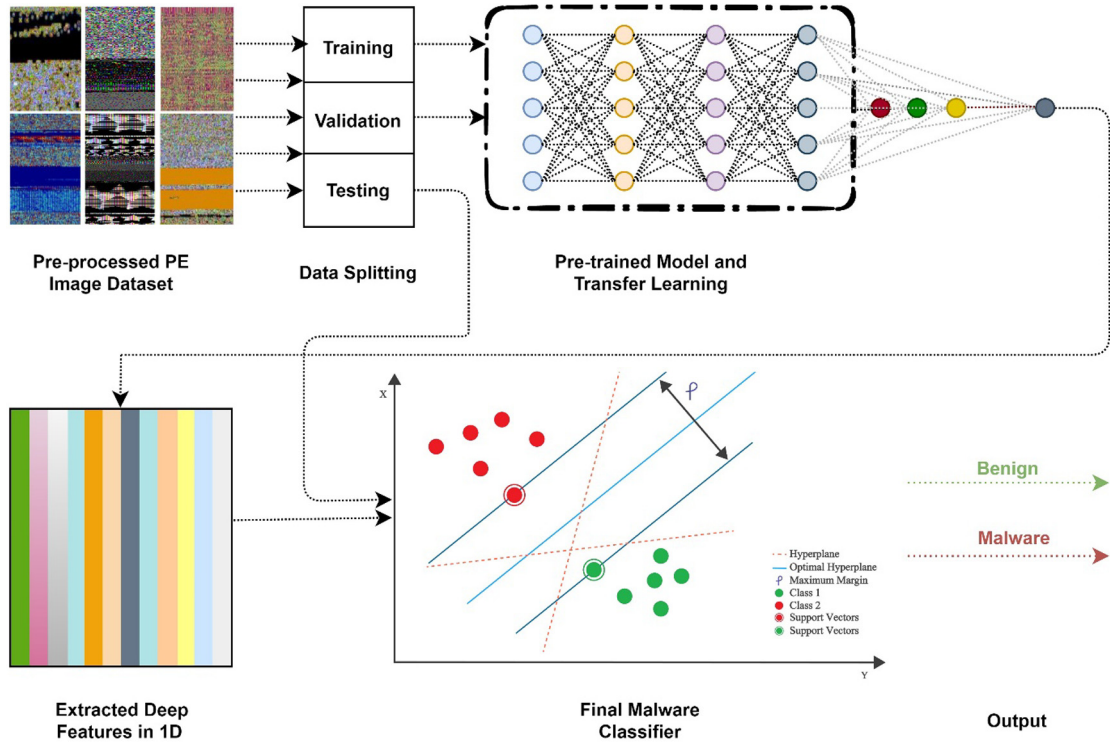 Training
Validation
Testing
Pre-processed PE
Image Dataset
Data Splitting
Pre-trained Model and
Transfer Learning
X
ρ
Hyperplane
Optimal Hyperplane
ρ Maximum Margin
Class 1
Class 2
Support Vectors
Support Vectors
Y
Benign
Malware
Extracted Deep
Features in 1D
Final Malware
Classifier
Output